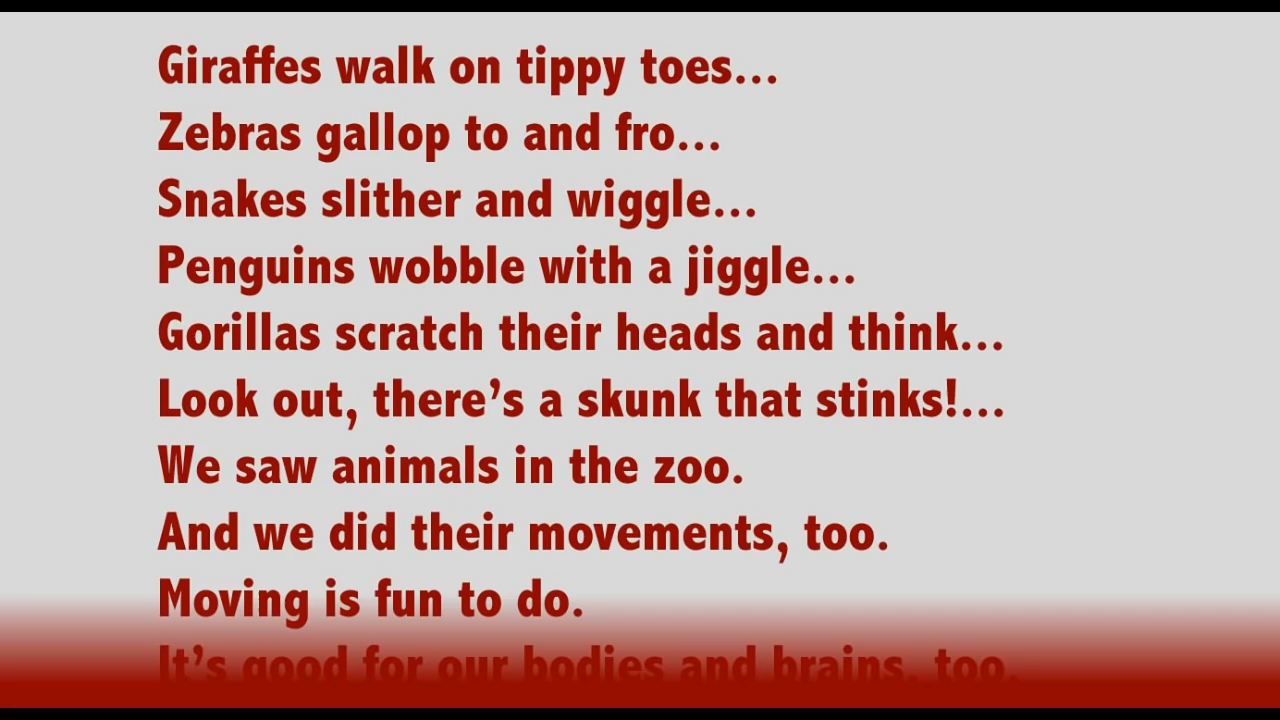 Giraffes walk on tippy toes...
Zebras gallop to and fro...
Snakes slither and wiggle...
Penguins wobble with a jiggle...
Gorillas scratch their heads and think...
Look out, there’s a skunk that stinks!...
We saw animals in the zoo.
And we did their movements, too.
Moving is fun to do.
It’s good for our bodies and brains, too.